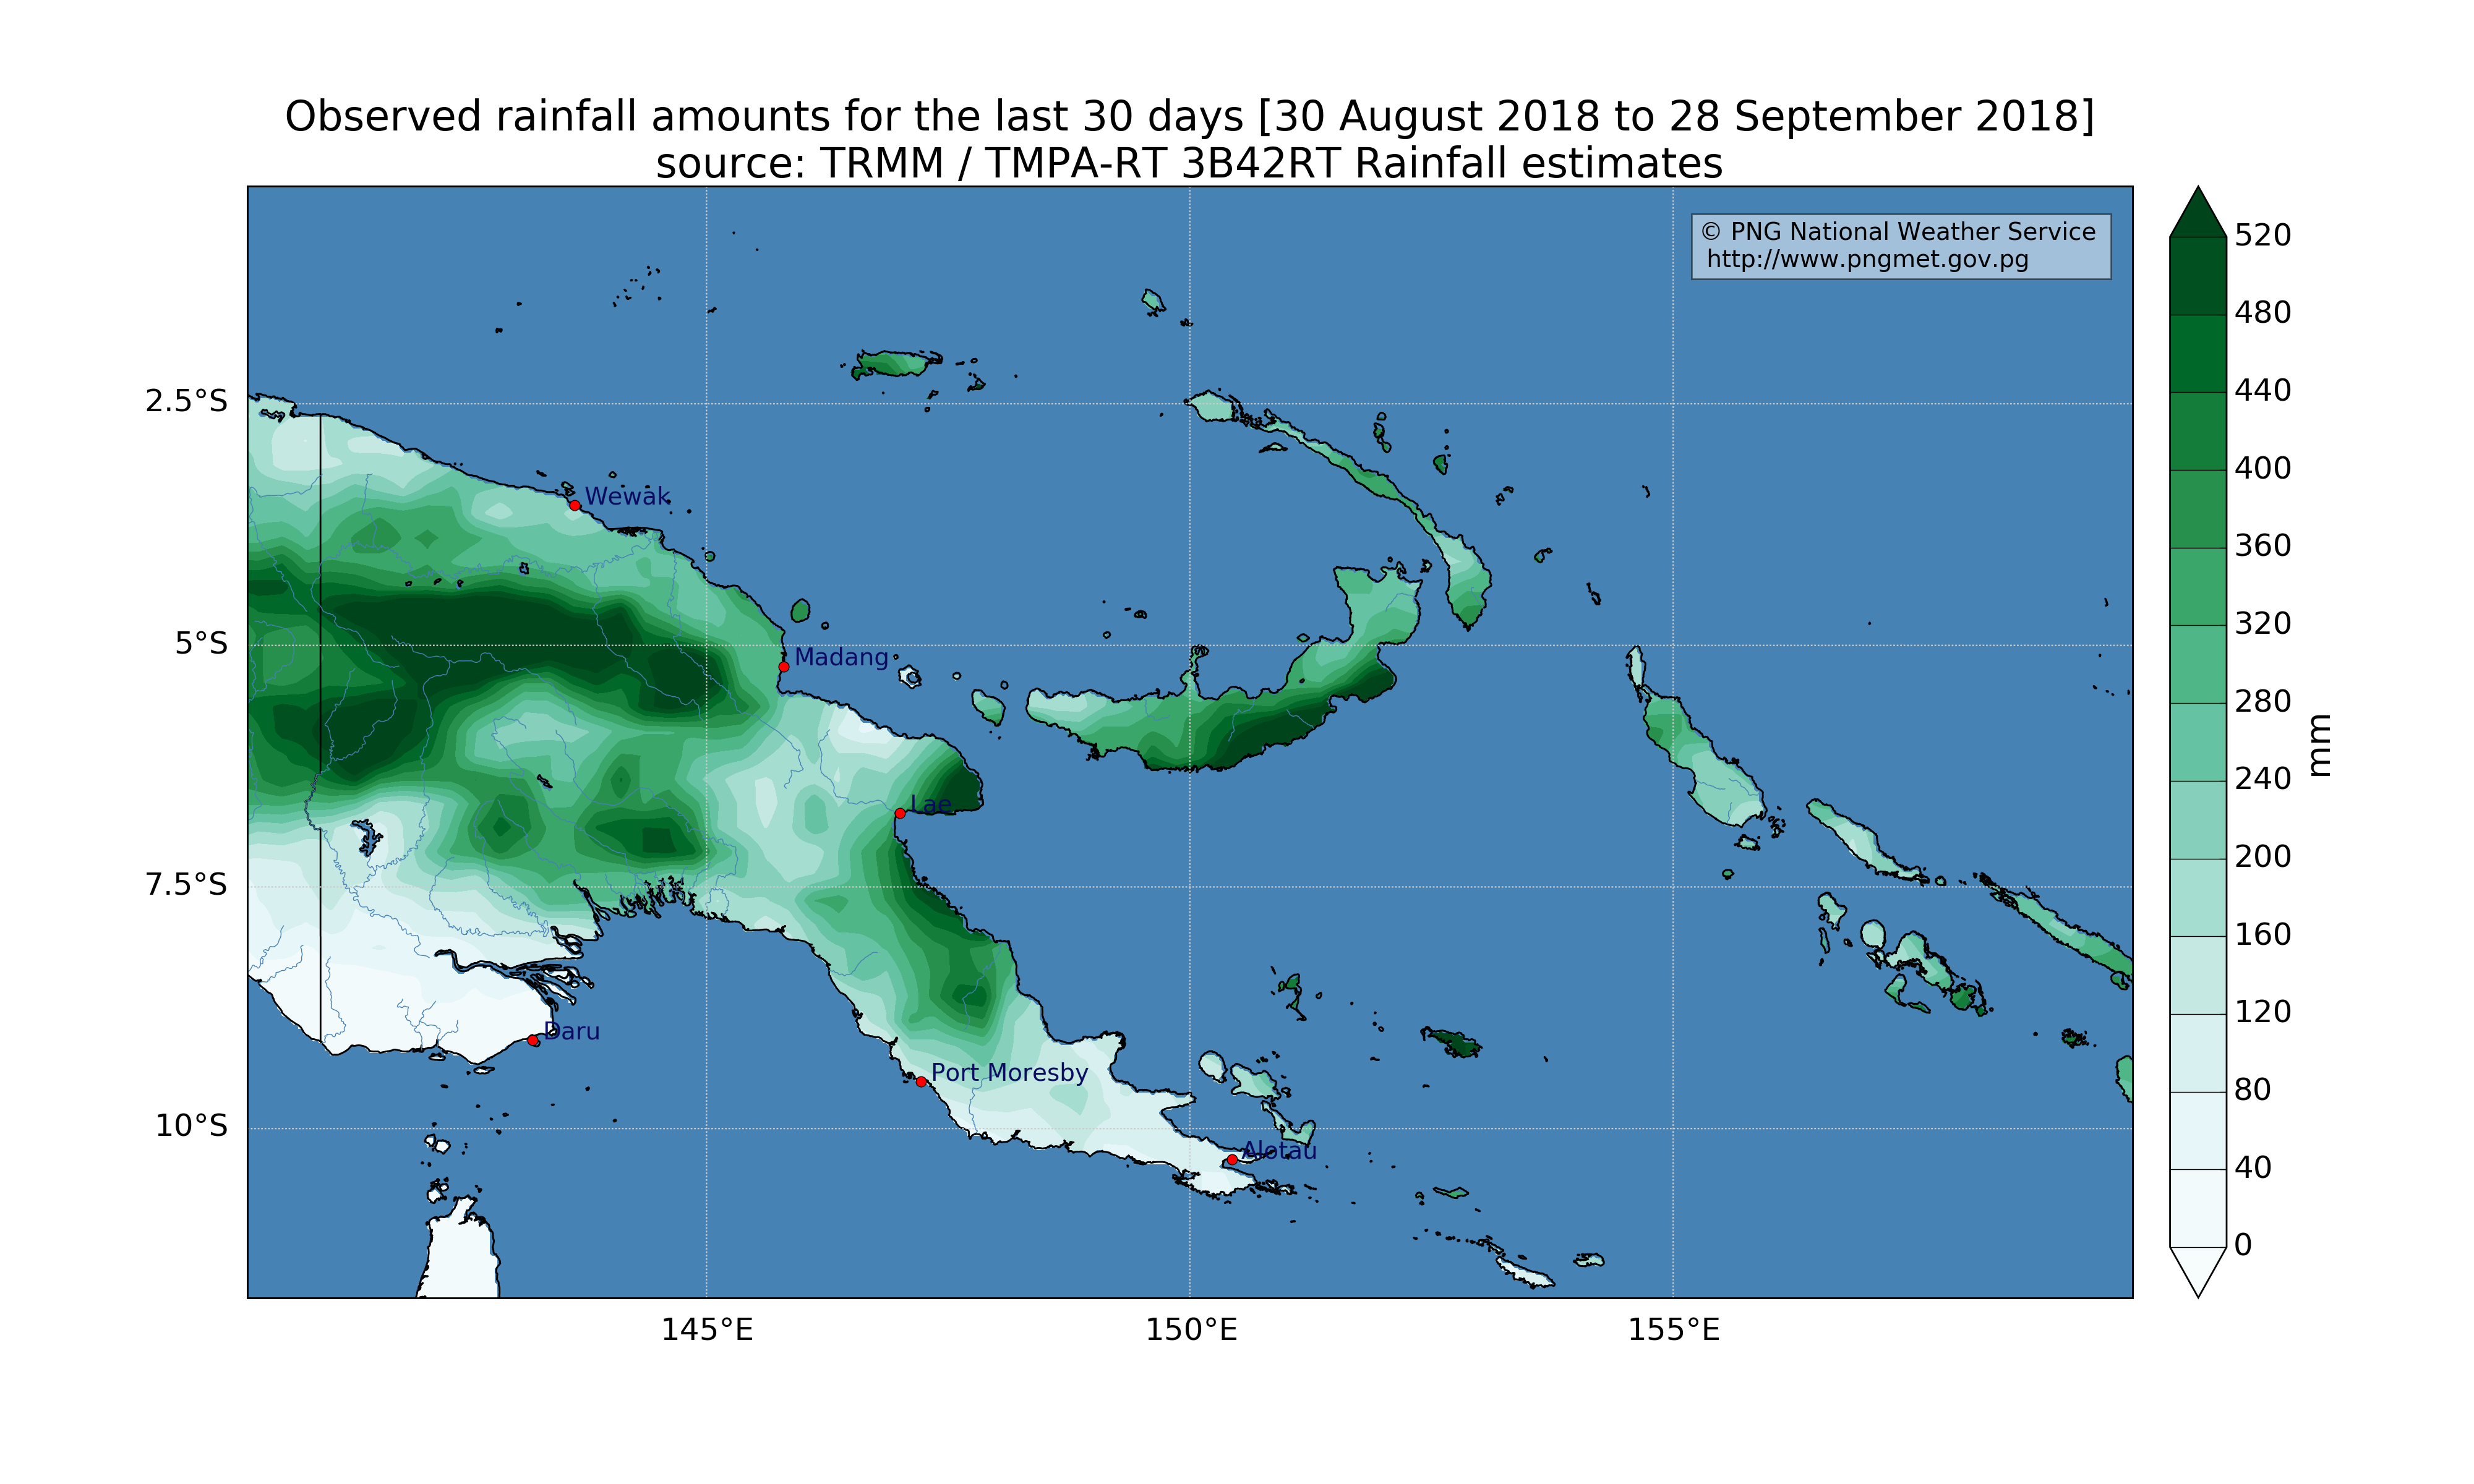 Observed rainfall amounts for the last 30 days [30 August 2018 to 28 September 2018]
source: TRMM / TMPA-RT 3B42RT Rainfall estimates
© PNG National Weather Service
http://www.pngmet.gov.pg
520
480
440
400
360
320
280
240
200
160
120
80
40
0
mm
2.5°S
5°S
7.5°S
10°S
Wewak
Madang
Lae
Daru
Port Moresby
Alotau
145°E
150°E
155°E